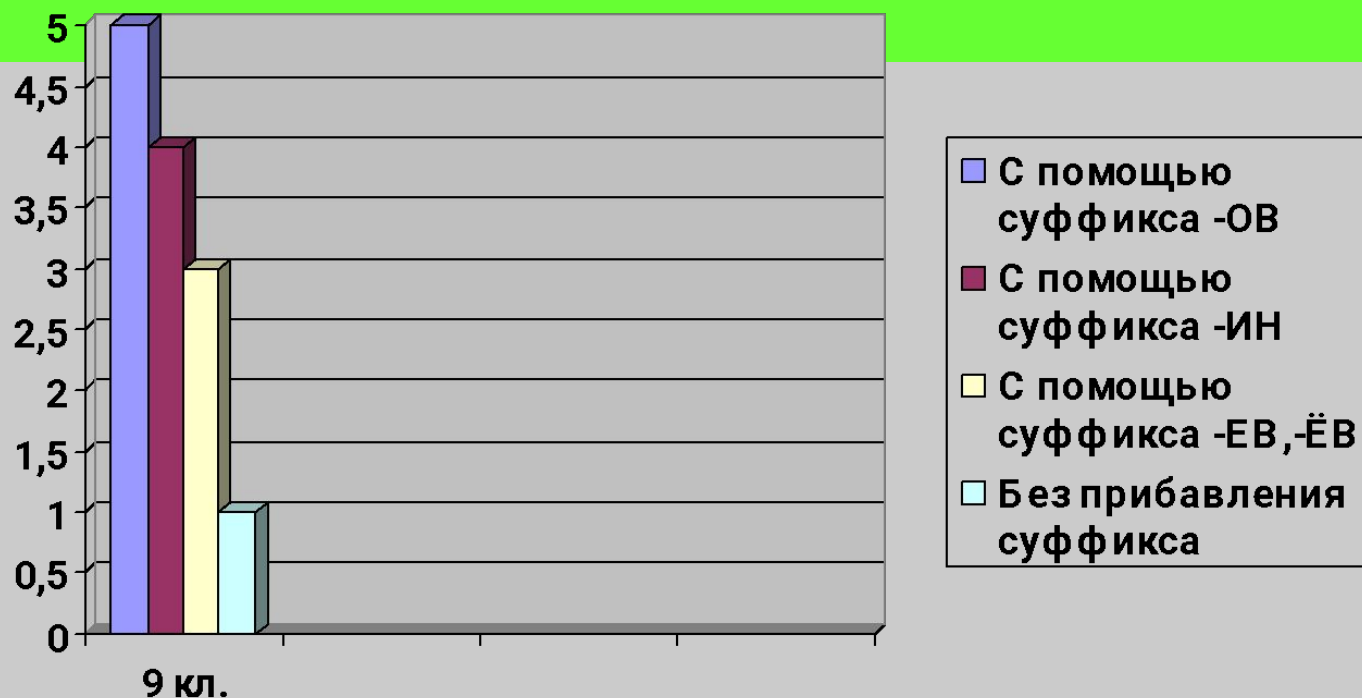 5
4,5
4
3,5
3
2,5
2
1,5
1
0,5
0
9 кл.
С помощью
суффикса -ОВ
С помощью
суффикса -ИН
С помощью
суффикса -ЕВ,-ЁВ
Без прибавления
суффикса